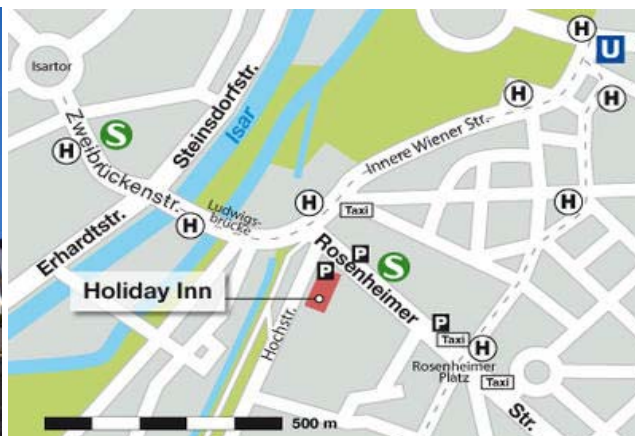 H
U
Isartor
H
H
S
Zweibrückenstr.
Steinsdorfstr.
Isar
Innere Wiener Str.
H
H
H
Taxi
Ludwigs-
brücke
H
Erhardtstr.
Rosenheimer
P
S
P
Holiday Inn
Hochstr.
P
Taxi
H
Rosenheimer
Platz
Taxi
Str.
500 m